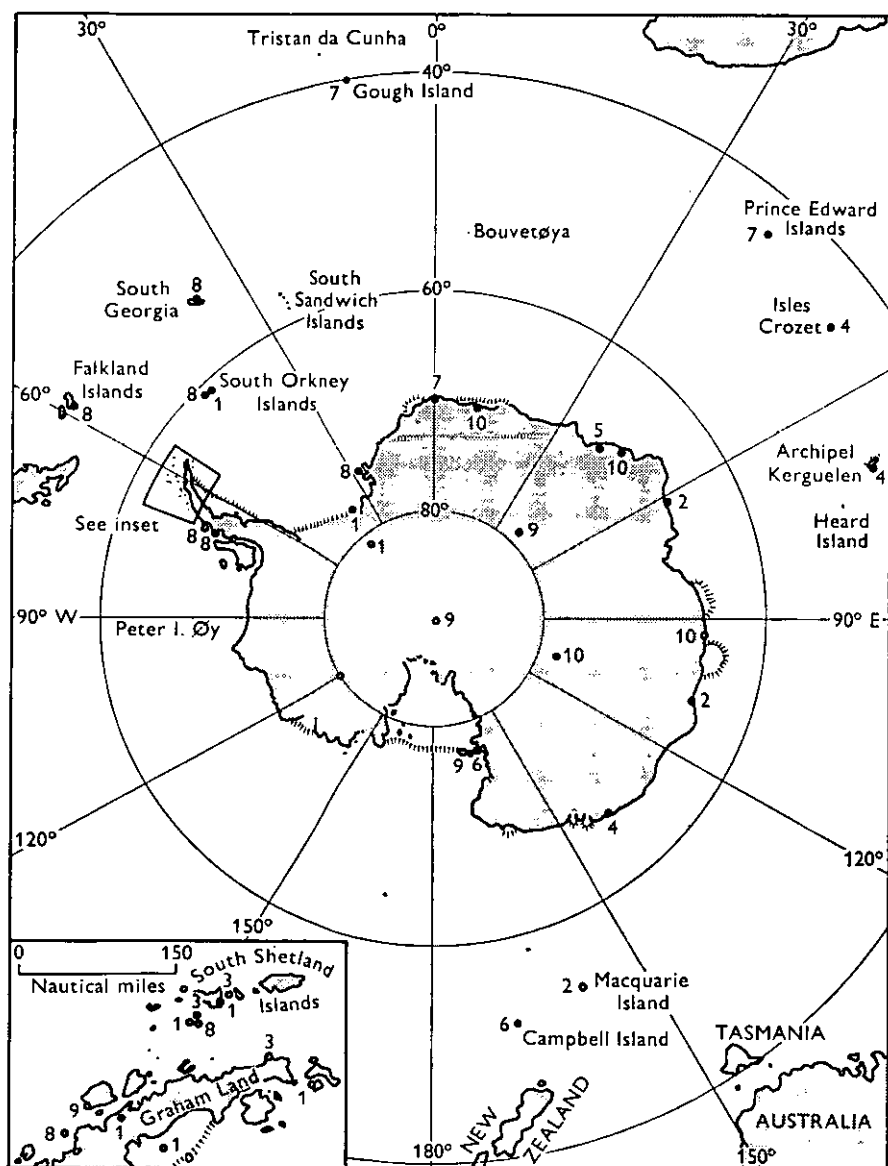 30°
Tristan da Cunha
0°
30°
40°
7 Gough Island
Prince Edward
7 Islands
Bouvetøya
8
South
Georgia
South
Sandwich
Islands
Isles
Crozet 4
60°
Falkland
Islands
8
60°
8 South Orkney
1 Islands
7
10
5
10
8
Archipel
Kerguelen 4
2
See inset
1
80°
Heard
Island
8 8
1
9
90° W
Peter I. Øy
9
10
90° E
10
2
9 6
4
120°
120°
150°
0 150
Nautical miles
South Shetland
Islands
3
3 1
1 8
3
9
Graham Land
8 1
1
1
2 Macquarie
Island
6
Campbell Island
TASMANIA
NEW
ZEALAND
AUSTRALIA
180°
150°